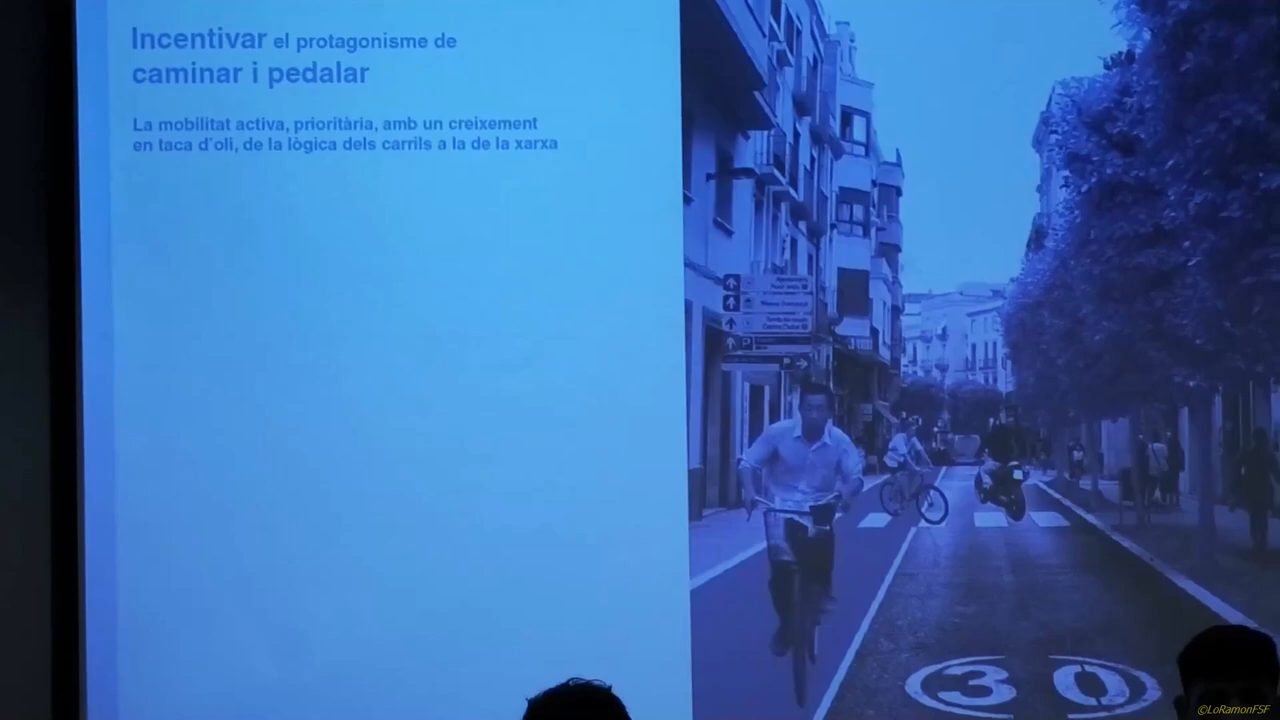 Incentivar el protagonisme de
caminar i pedalar
La mobilitat activa, prioritària, amb un creixement
en taca d'oli, de la lògica dels carrils a la de la xarxa
P
P
30
©LoRamonFSF